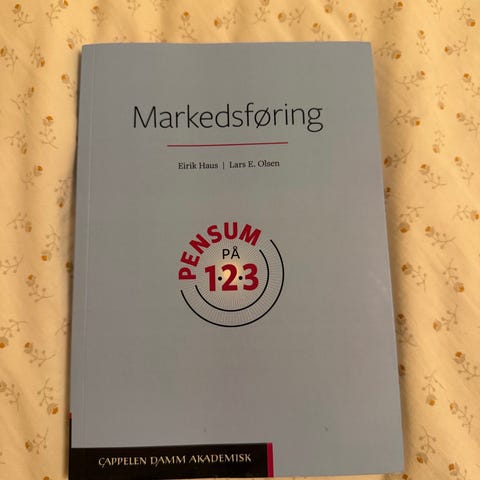 Markedsføring
Eirik Haus | Lars E. Olsen
PENSUM
PÅ
1·2·3
CAPPELEN DAMM AKADEMISK